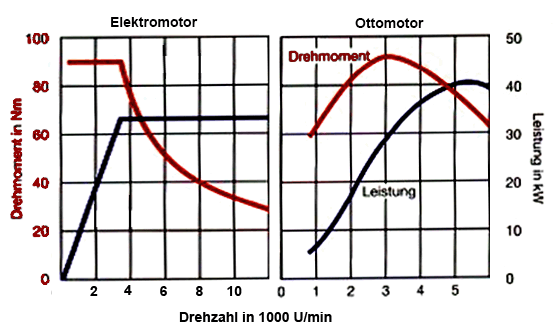 Elektromotor
Ottomotor
100
80
60
40
20
0
Drehmoment in Nm
2 4 6 8 10
Drehmoment
Leistung
0 1 2 3 4 5
50
40
30
20
10
0
Leistung in kW
Drehzahl in 1000 U/min